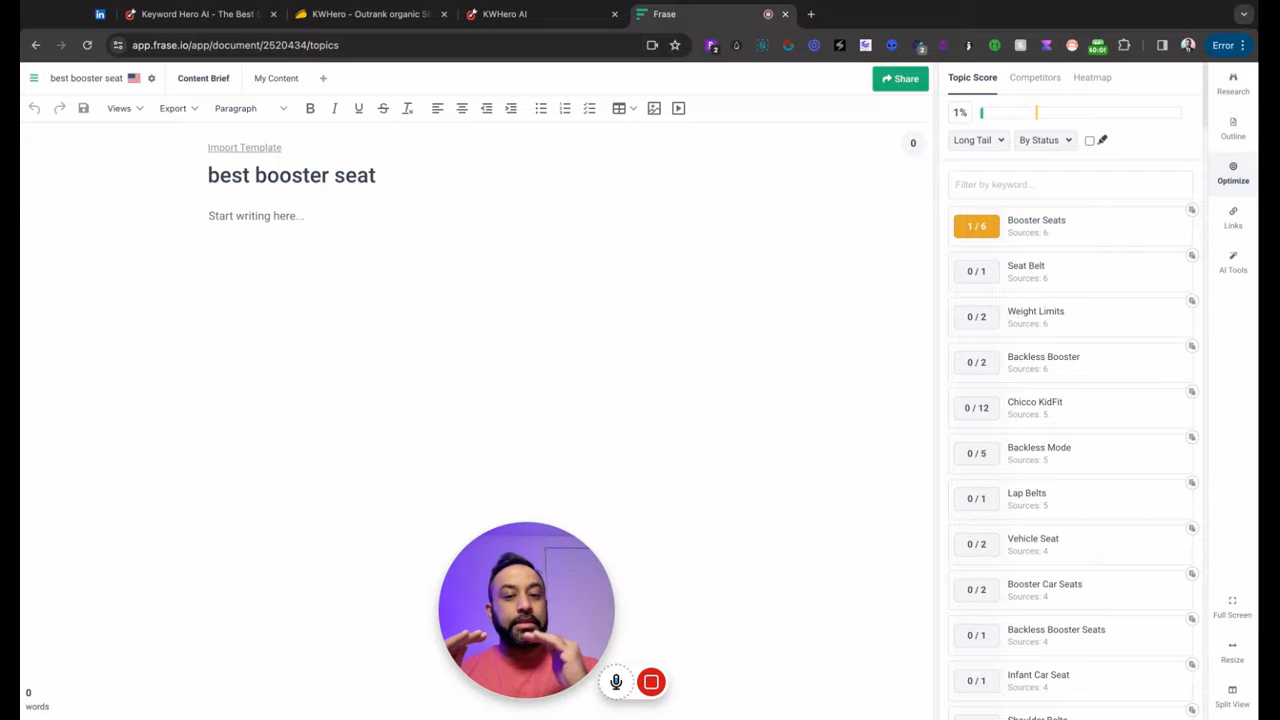 Keyword Hero AI - The Best S
KWHero - Outrank organic S
KWHero AI
Frase
app.frase.io/app/document/2520434/topics
2
2
10:01
Error
best booster seat
Content Brief
My Content
Share
Views
Export
Paragraph
Import Template
0
best booster seat
Start writing here...
0
words
Topic Score
Competitors
Heatmap
1%
Long Tail
By Status
Filter by keyword...
1 / 6
Booster Seats
Sources: 6
0 / 1
Seat Belt
Sources: 6
0 / 2
Weight Limits
Sources: 6
0 / 2
Backless Booster
Sources: 6
0 / 12
Chicco KidFit
Sources: 5
0 / 5
Backless Mode
Sources: 5
0 / 1
Lap Belts
Sources: 5
0 / 2
Vehicle Seat
Sources: 4
0 / 2
Booster Car Seats
Sources: 4
0 / 1
Backless Booster Seats
Sources: 4
0 / 1
Infant Car Seat
Sources: 4
Shoulder Belts
Research
Outline
Optimize
Links
AI Tools
Full Screen
Resize
Split View